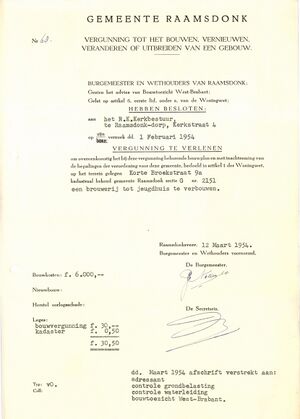 GEMEENTE RAAMSDONK
No 63.
VERGUNNING TOT HET BOUWEN, VERNIEUWEN,
VERANDEREN OF UITBREIDEN VAN EEN GEBOUW.
BURGEMEESTER EN WETHOUDERS VAN RAAMSDONK:
Gezien het advies van Bouwtoezicht West-Brabant;
Gelet op artikel 6, eerste lid, onder a, van de Woningwet;
HEBBEN BESLOTEN:
aan het R.K.Kerkbestuur,
te Raamsdonk-dorp, Kerkstraat 4
op verzoek dd. 1 Februari 1954
VERGUNNING TE VERLENEN
om overeenkomstig het bij deze vergunning behorende bouwplan en met inachtneming van
de bepalingen der verordening voor deze gemeente, bedoeld in artikel 1 der Woningwet,
op het terrein gelegen Korte Broekstraat 9a
kadastraal bekend gemeente Raamsdonk sectie G no 2151
een brouwerij tot jeugdhuis te verbouwen.
Raamsdonksveer, 12 Maart 1954.
Burgemeester en Wethouders voornoemd,
De Burgemeester,
Bouwkosten: f. 6.000,--
Nieuwbouw:
Herstel oorlogsschade:
De Secretaris,
Leges:
bouwvergunning f. 30,--
kadaster f. 0,50
f. 30,50
dd. Maart 1954 afschrift verstrekt aan:
adressant
controle grondbelasting
controle waterleiding
bouwtoezicht West-Brabant.
Typ: vO.
Coll: